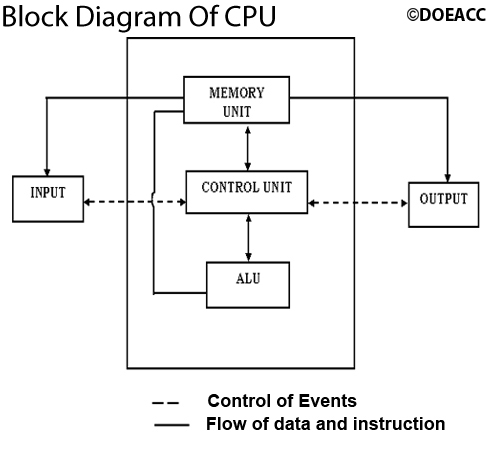 Block Diagram Of CPU
©DOEACC
MEMORY
UNIT
INPUT
CONTROL UNIT
OUTPUT
ALU
Control of Events
Flow of data and instruction